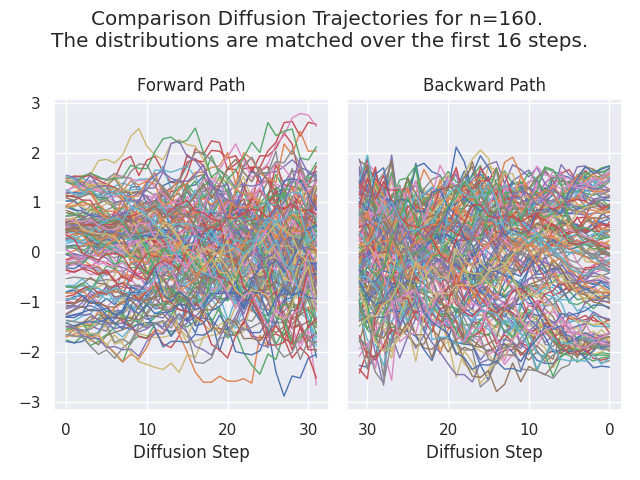 Comparison Diffusion Trajectories for n=160.
The distributions are matched over the first 16 steps.
Forward Path
Backward Path
3
2
1
0
−1
−2
−3
0
10
20
30
30
20
10
0
Diffusion Step
Diffusion Step